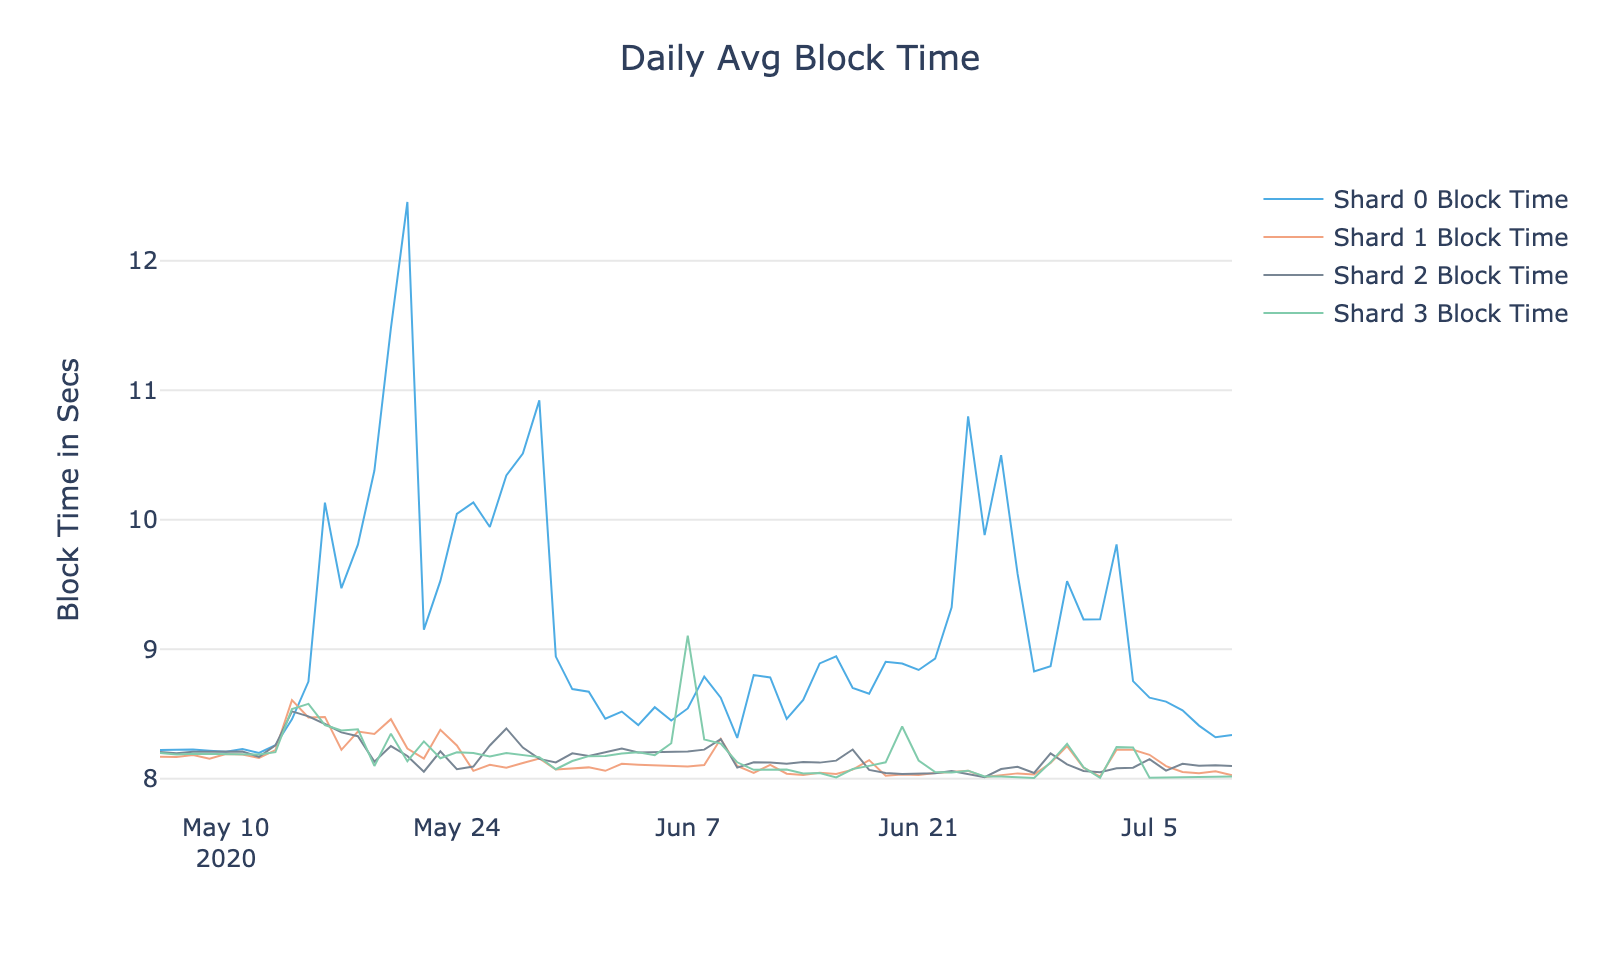 Daily Avg Block Time
Shard 0 Block Time
Shard 1 Block Time
Shard 2 Block Time
Shard 3 Block Time
Block Time in Secs
12
11
10
9
8
May 10
2020
May 24
Jun 7
Jun 21
Jul 5